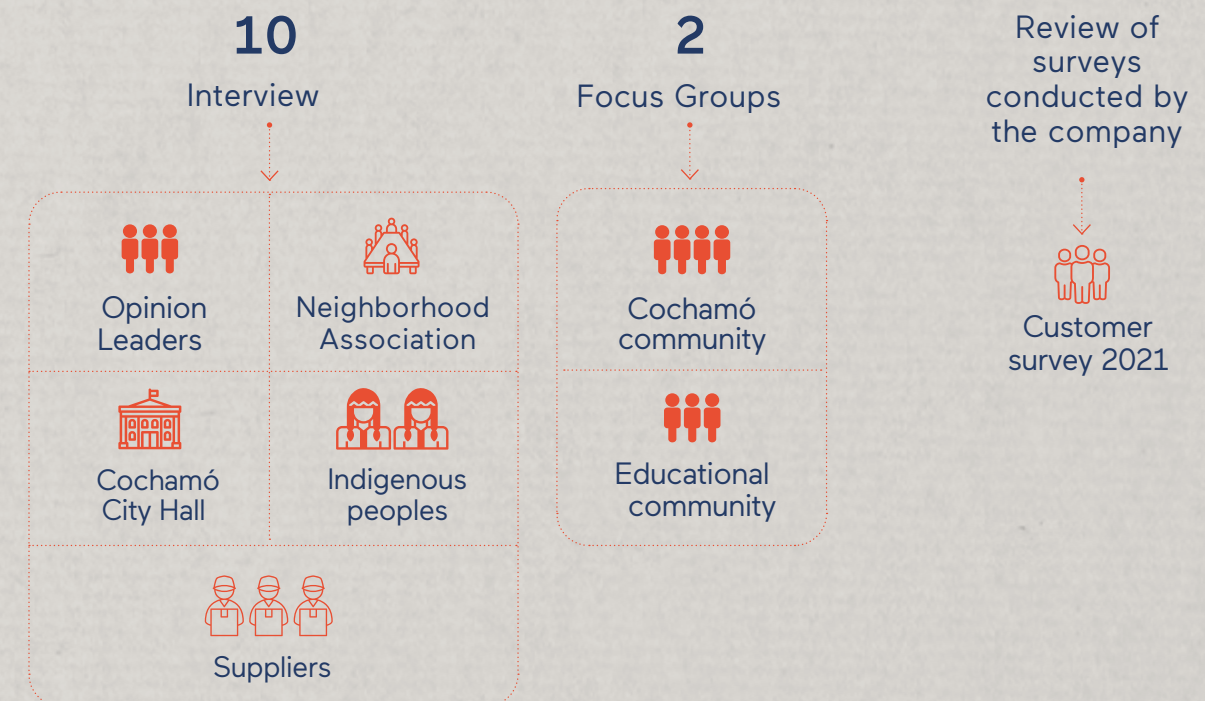 10
Interview
Opinion
Leaders
Neighborhood
Association
Cochamó
City Hall
Indigenous
peoples
Suppliers
2
Focus Groups
Cochamó
community
Educational
community
Review of
surveys
conducted by
the company
Customer
survey 2021